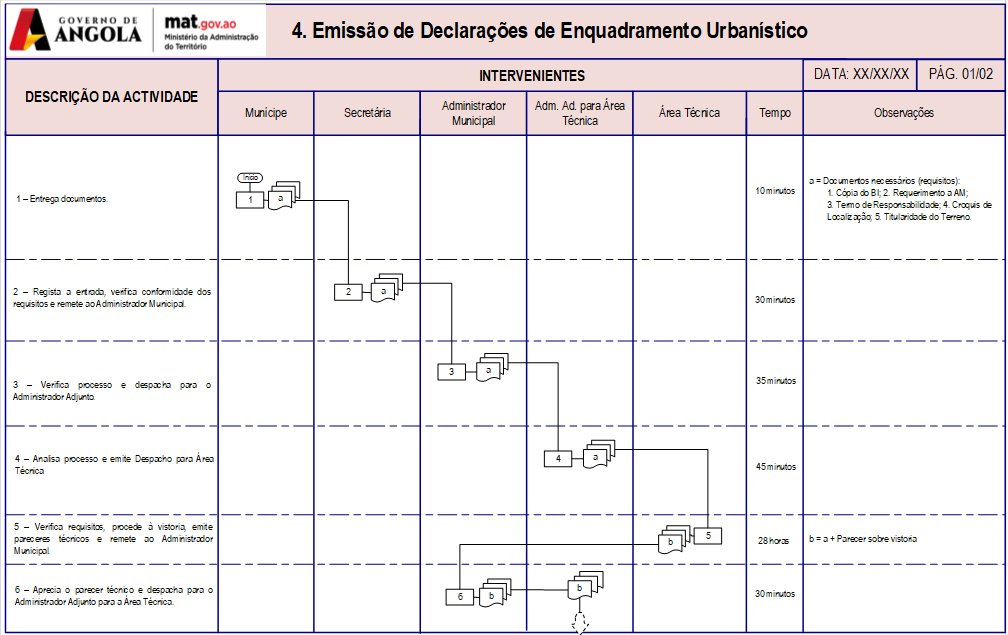 GOVERNO DE
ANGOLA
mat.gov.ao
Ministério da Administração
do Território
4. Emissão de Declarações de Enquadramento Urbanístico
DESCRIÇÃO DA ACTIVIDADE
INTERVENIENTES
DATA: XX/XX/XX
PÁG. 01/02
Munícipe
Secretária
Administrador
Municipal
Adm. Ad. para Área
Técnica
Área Técnica
Tempo
Observações
1 – Entrega documentos.
Início
1
a
10 minutos
a = Documentos necessários (requisitos):
1. Cópia do BI; 2. Requerimento a AM;
3. Termo de Responsabilidade; 4. Croquis de
Localização; 5. Titularidade do Terreno.
2 – Regista a entrada, verifica conformidade dos
requisitos e remete ao Administrador Municipal.
2
a
30 minutos
3 – Verifica processo e despacha para o
Administrador Adjunto.
3
a
35 minutos
4 – Analisa processo e emite Despacho para Área
Técnica
4
a
45 minutos
5 – Verifica requisitos, procede à vistoria, emite
pareceres técnicos e remete ao Administrador
Municipal.
b
5
28 horas
b = a + Parecer sobre vistoria
6 – Aprecia o parecer técnico e despacha para o
Administrador Adjunto para a Área Técnica.
6
b
b
30 minutos